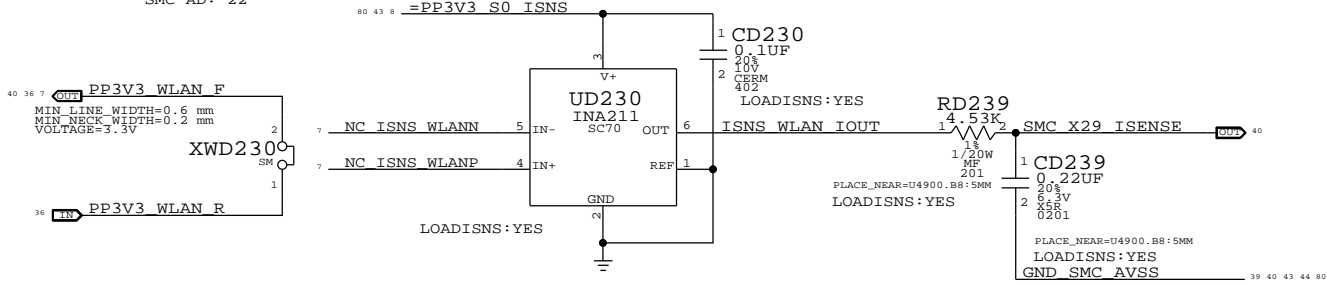 SMC AD: 22
80 43 8 =PP3V3_S0_ISNS
1 CD230
0.1UF
20%
10V
2 CERM
402
LOADISNS:YES
3
V+
UD230
INA211
SC70
40 36 7 OUT PP3V3_WLAN_F
MIN_LINE_WIDTH=0.6 mm
MIN_NECK_WIDTH=0.2 mm
VOLTAGE=3.3V
2
XWD230
SM
1
36 IN PP3V3_WLAN_R
7 NC_ISNS_WLANN 5 IN-
7 NC_ISNS_WLANP 4 IN+
OUT 6 ISNS_WLAN_IOUT
REF 1
GND
2
LOADISNS:YES
RD239
4.53K
1 2
1%
1/20W
MF
201
PLACE_NEAR=U4900.B8:5MM
LOADISNS:YES
SMC_X29_ISENSE OUT 40
1 CD239
0.22UF
20%
6.3V
2 X5R
0201
PLACE_NEAR=U4900.B8:5MM
LOADISNS:YES
GND_SMC_AVSS 39 40 43 44 80